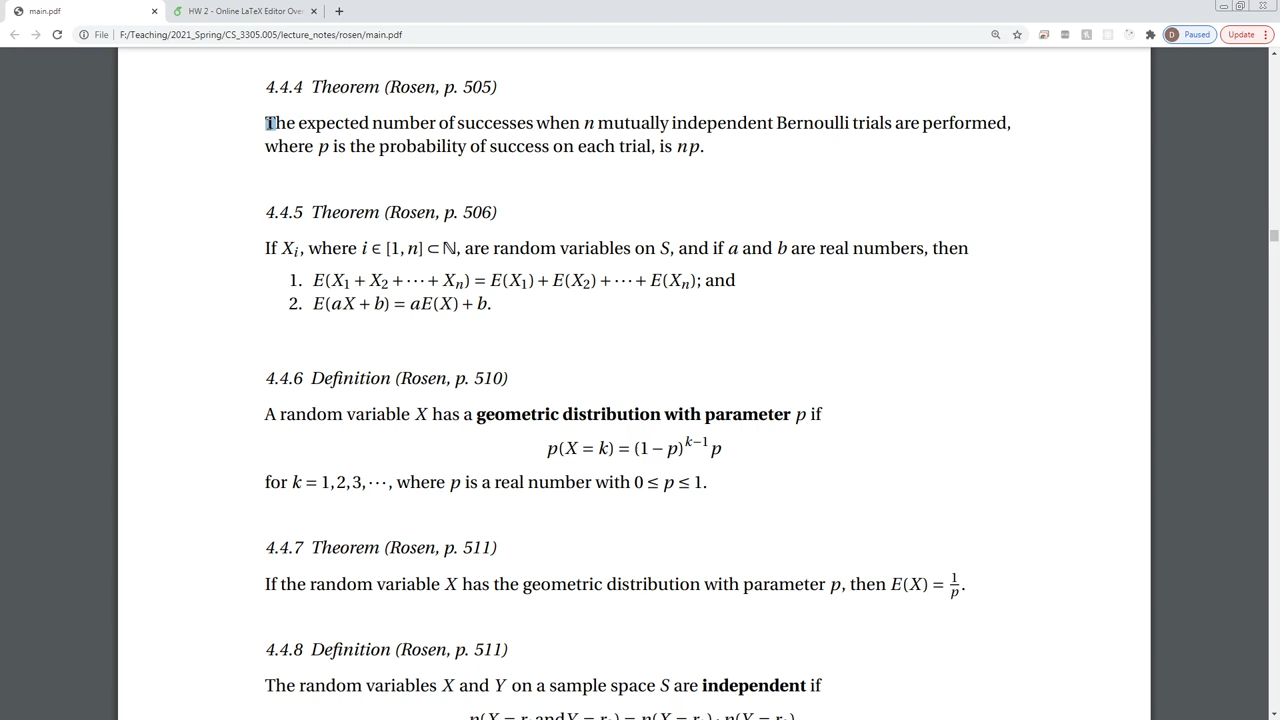 main.pdf
HW 2 - Online LaTeX Editor Over
File F:/Teaching/2021_Spring/CS_3305.005/lecture_notes/rosen/main.pdf
D Paused Update
4.4.4 Theorem (Rosen, p. 505)
The expected number of successes when n mutually independent Bernoulli trials are performed,
where p is the probability of success on each trial, is np.
4.4.5 Theorem (Rosen, p. 506)
If Xᵢ, where i ∈ [1, n] ⊂ ℕ, are random variables on S, and if a and b are real numbers, then
1. E(X₁ + X₂ + ⋯ + Xₙ) = E(X₁) + E(X₂) + ⋯ + E(Xₙ); and
2. E(aX + b) = aE(X) + b.
4.4.6 Definition (Rosen, p. 510)
A random variable X has a geometric distribution with parameter p if
p(X = k) = (1 − p)ᵏ⁻¹ p
for k = 1,2,3,⋯, where p is a real number with 0 ≤ p ≤ 1.
4.4.7 Theorem (Rosen, p. 511)
If the random variable X has the geometric distribution with parameter p, then E(X) = 1/p.
4.4.8 Definition (Rosen, p. 511)
The random variables X and Y on a sample space S are independent if